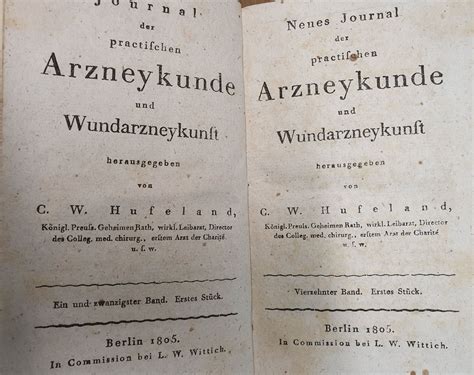 Journal
der
practiſchen
Arzneykunde
und
Wundarzneykunſt
herausgegeben
von
C. W. Hufeland,
Königl. Preuſs. Geheimen Rath, wirkl. Leibarzt, Director
des Colleg. med. chirurg., erſtem Arzt der Charité
u. ſ. w.
Ein und zwanzigster Band. Erstes Stück.
Berlin 1805.
In Commission bei L. W. Wittich.
Neues Journal
der
practiſchen
Arzneykunde
und
Wundarzneykunſt
herausgegeben
von
C. W. Hufeland,
Königl. Preuſs. Geheimen Rath, wirkl. Leibarzt, Director
des Colleg. med. chirurg., erſtem Arzt der Charité
u. ſ. w.
Vierzehnter Band. Erstes Stück.
Berlin 1805.
In Commission bei L. W. Wittich.